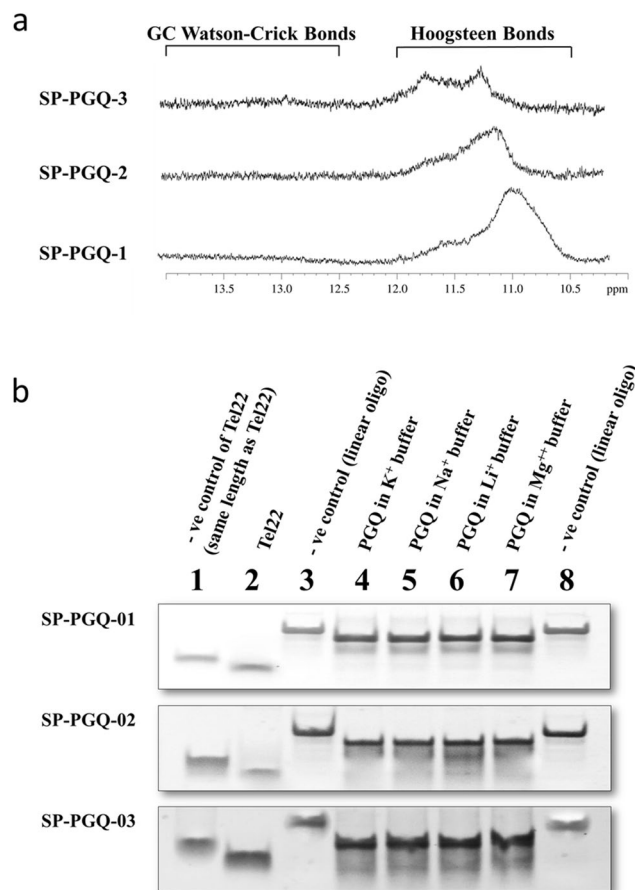 a
GC Watson-Crick Bonds
Hoogsteen Bonds
SP-PGQ-3
SP-PGQ-2
SP-PGQ-1
13.5 13.0 12.5 12.0 11.5 11.0 10.5 ppm
b
- ve control of Tel22
(same length as Tel22)
Tel22
- ve control (linear oligo)
PGQ in K+ buffer
PGQ in Na+ buffer
PGQ in Li+ buffer
PGQ in Mg++ buffer
- ve control (linear oligo)
1 2 3 4 5 6 7 8
SP-PGQ-01
SP-PGQ-02
SP-PGQ-03